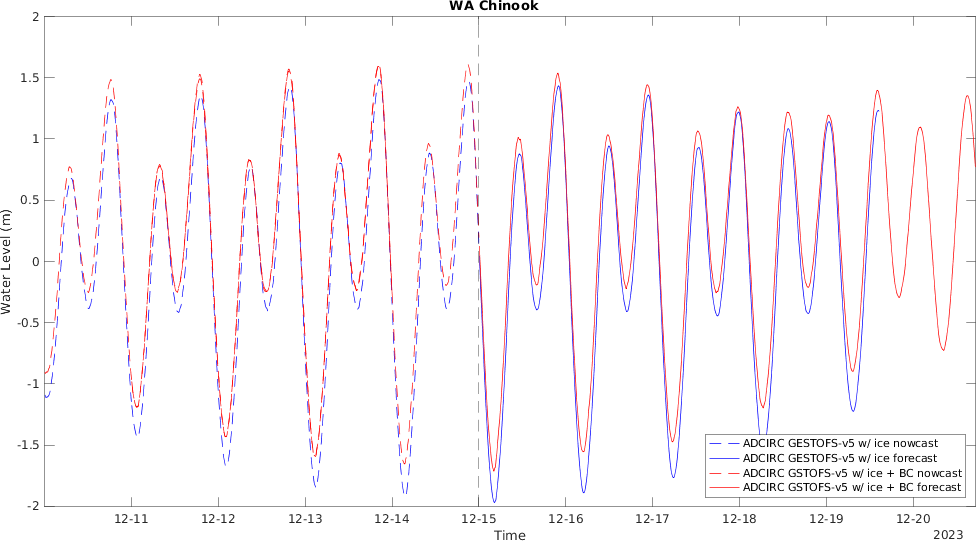 WA Chinook
2
1.5
1
0.5
0
-0.5
-1
-1.5
-2
Water Level (m)
12-11
12-12
12-13
12-14
12-15
12-16
12-17
12-18
12-19
12-20
Time
2023
ADCIRC GESTOFS-v5 w/ ice nowcast
ADCIRC GESTOFS-v5 w/ ice forecast
ADCIRC GSTOFS-v5 w/ ice + BC nowcast
ADCIRC GSTOFS-v5 w/ ice + BC forecast